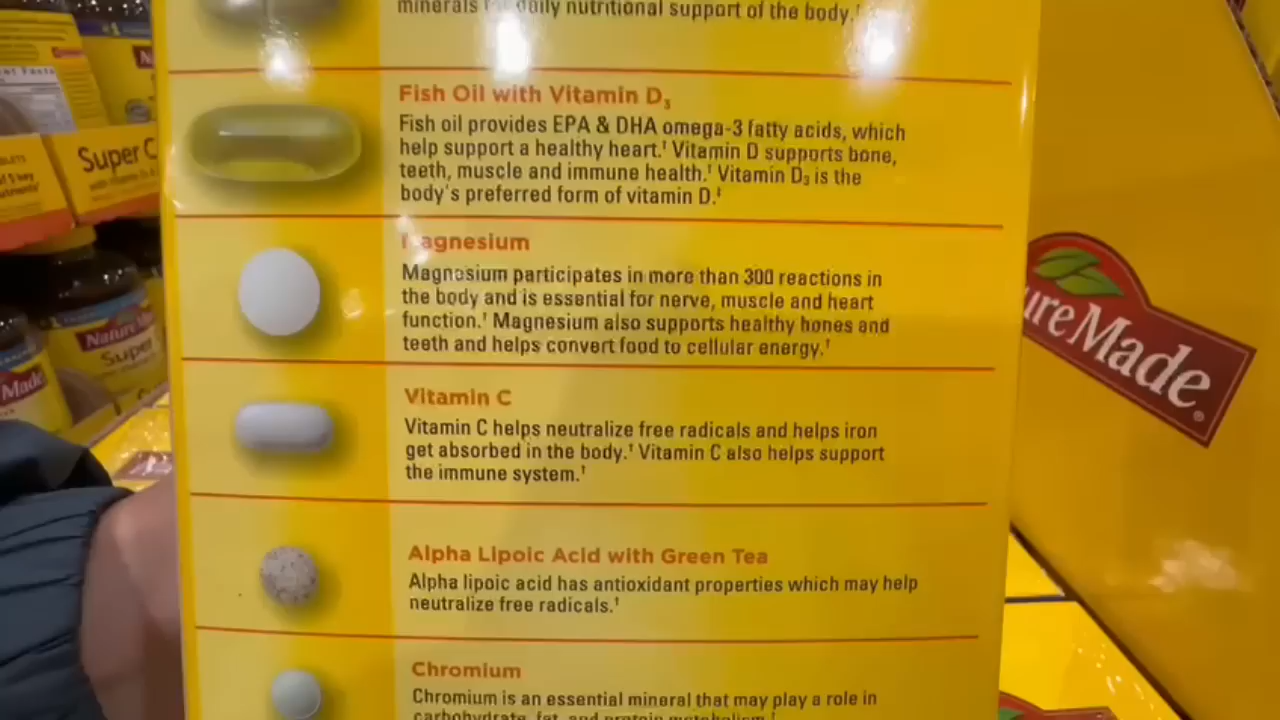 minerals daily nutritional support of the body.†
Fish Oil with Vitamin D₃
Fish oil provides EPA & DHA omega-3 fatty acids, which
help support a healthy heart.† Vitamin D supports bone,
teeth, muscle and immune health.† Vitamin D₃ is the
body's preferred form of vitamin D.‡
Magnesium
Magnesium participates in more than 300 reactions in
the body and is essential for nerve, muscle and heart
function.† Magnesium also supports healthy bones and
teeth and helps convert food to cellular energy.†
Vitamin C
Vitamin C helps neutralize free radicals and helps iron
get absorbed in the body.† Vitamin C also helps support
the immune system.†
Alpha Lipoic Acid with Green Tea
Alpha lipoic acid has antioxidant properties which may help
neutralize free radicals.†
Chromium
Chromium is an essential mineral that may play a role in
carbohydrate, fat, and protein metabolism.†
Super C
Nature Made
Super
Made
ure Made®